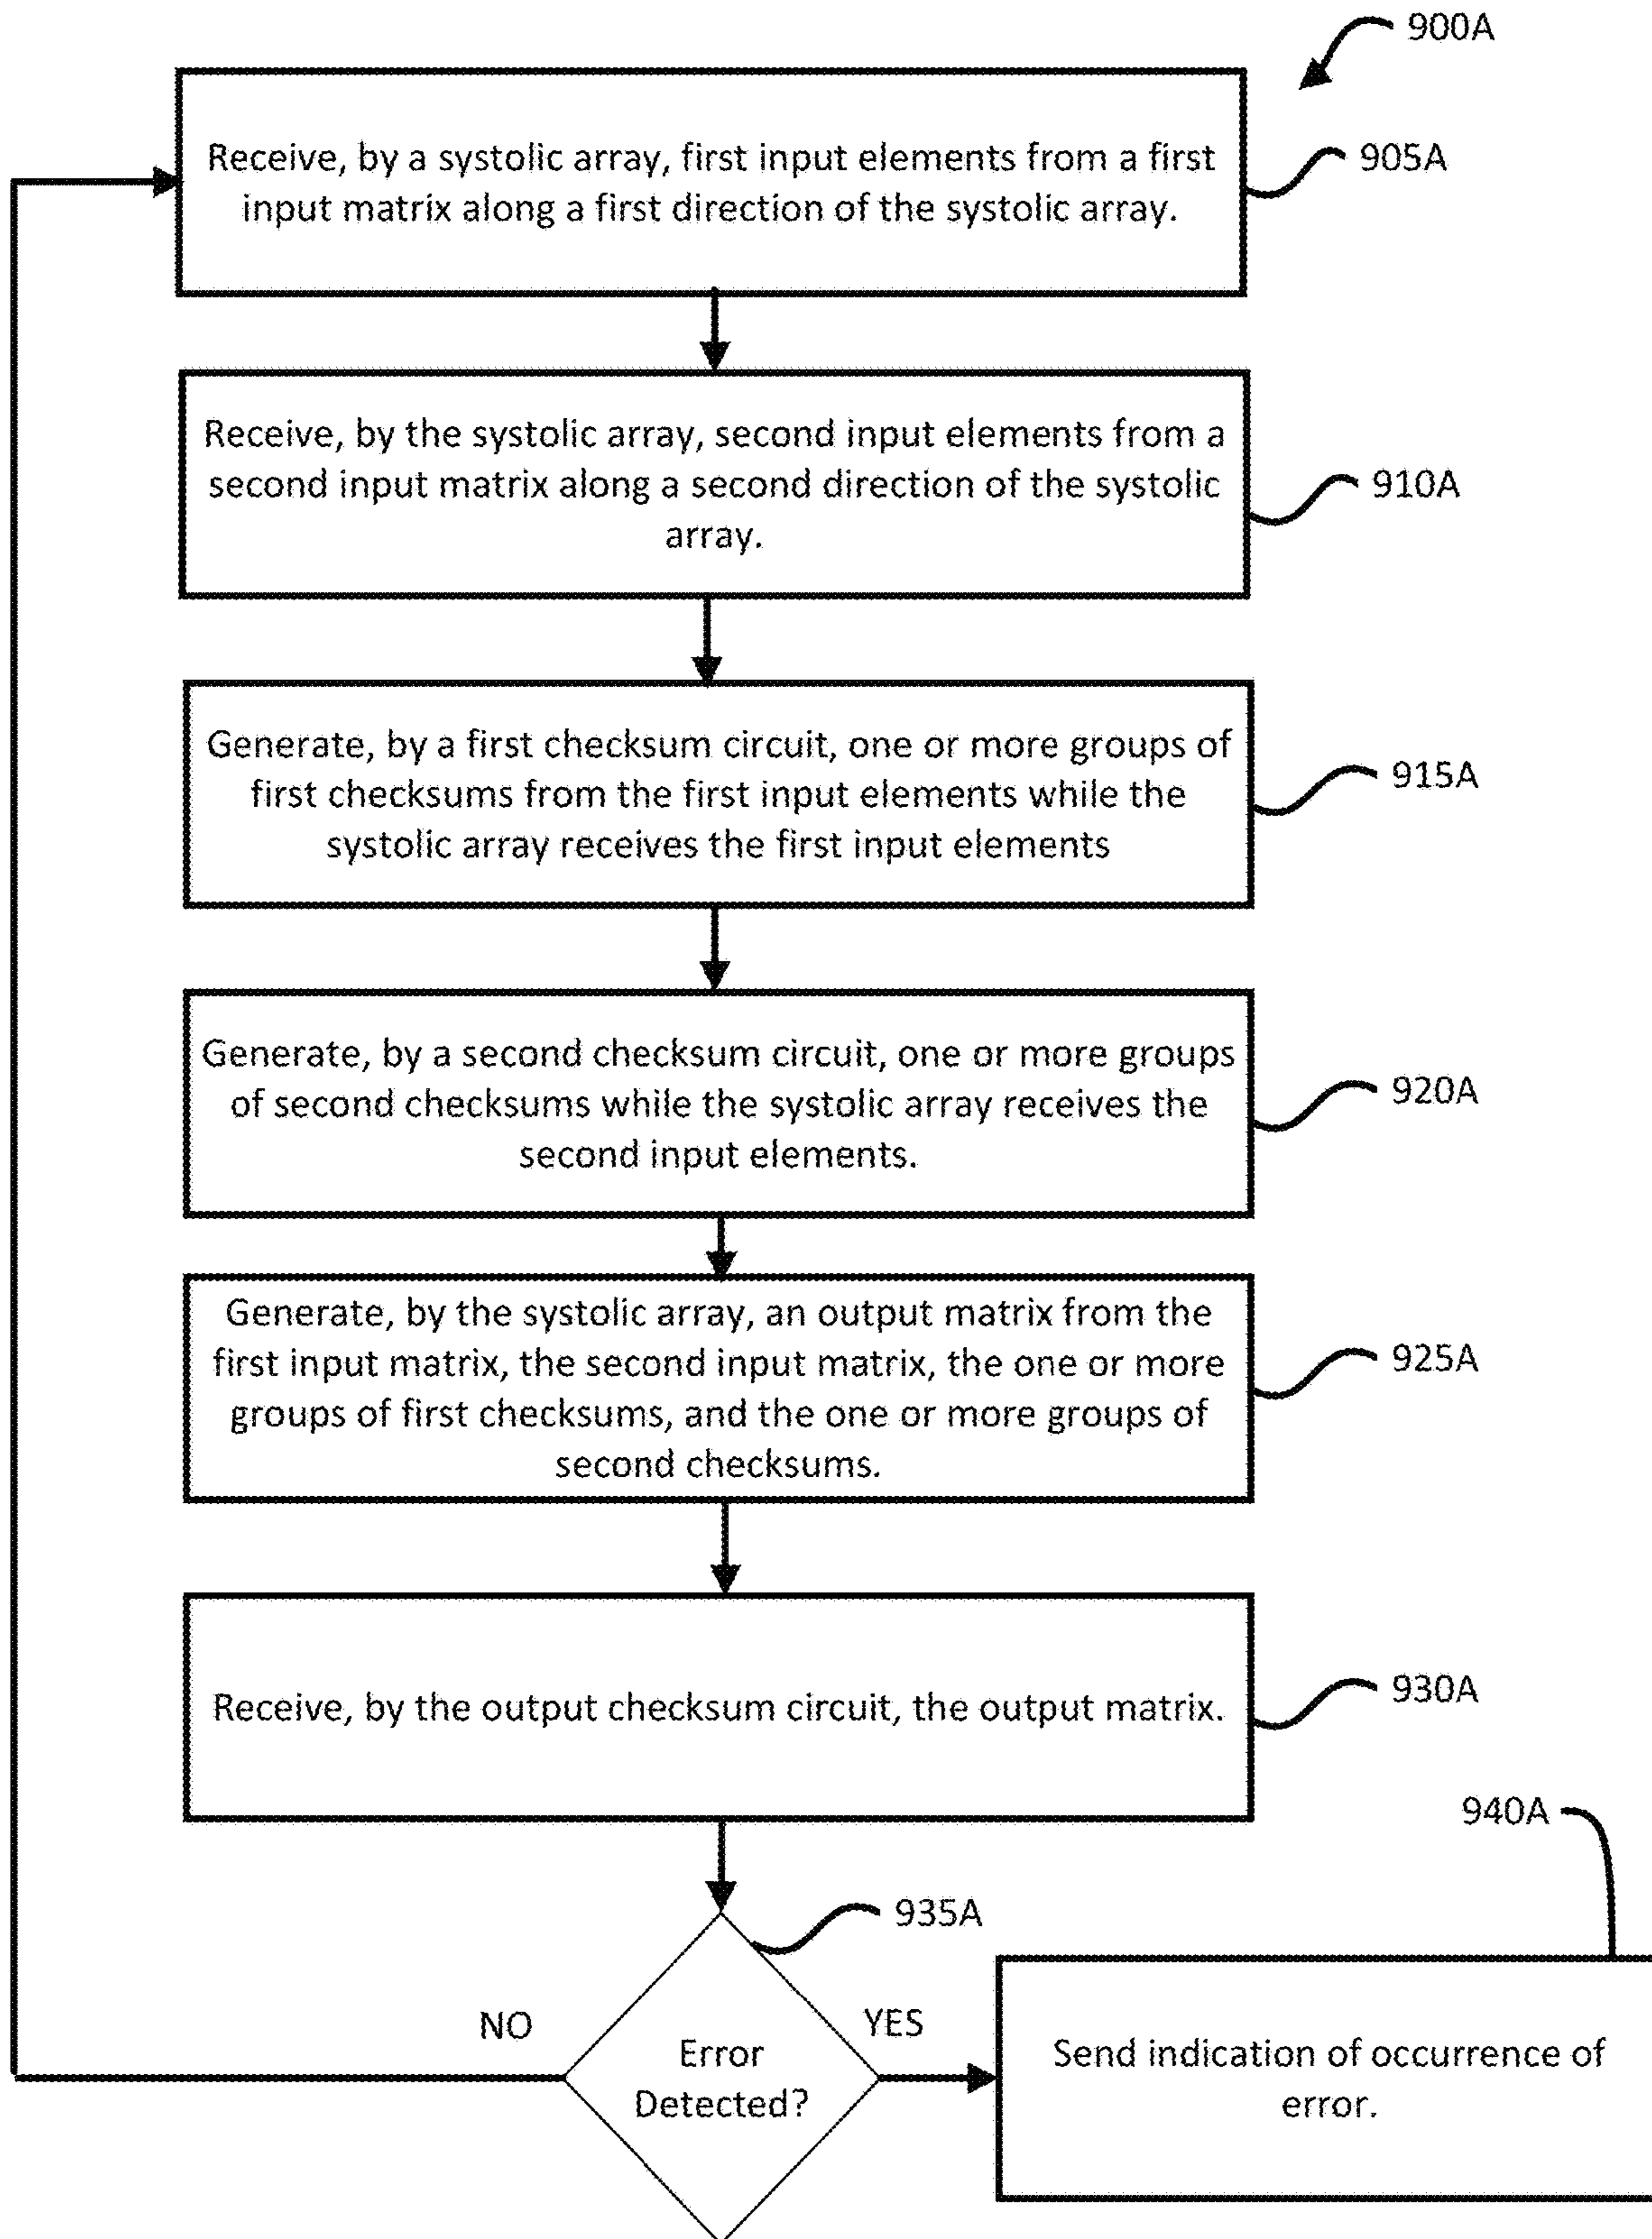 900A
Receive, by a systolic array, first input elements from a first
input matrix along a first direction of the systolic array.
905A
Receive, by the systolic array, second input elements from a
second input matrix along a second direction of the systolic
array.
910A
Generate, by a first checksum circuit, one or more groups of
first checksums from the first input elements while the
systolic array receives the first input elements
915A
Generate, by a second checksum circuit, one or more groups
of second checksums while the systolic array receives the
second input elements.
920A
Generate, by the systolic array, an output matrix from the
first input matrix, the second input matrix, the one or more
groups of first checksums, and the one or more groups of
second checksums.
925A
Receive, by the output checksum circuit, the output matrix.
930A
940A
935A
NO
YES
Error
Detected?
Send indication of occurrence of
error.